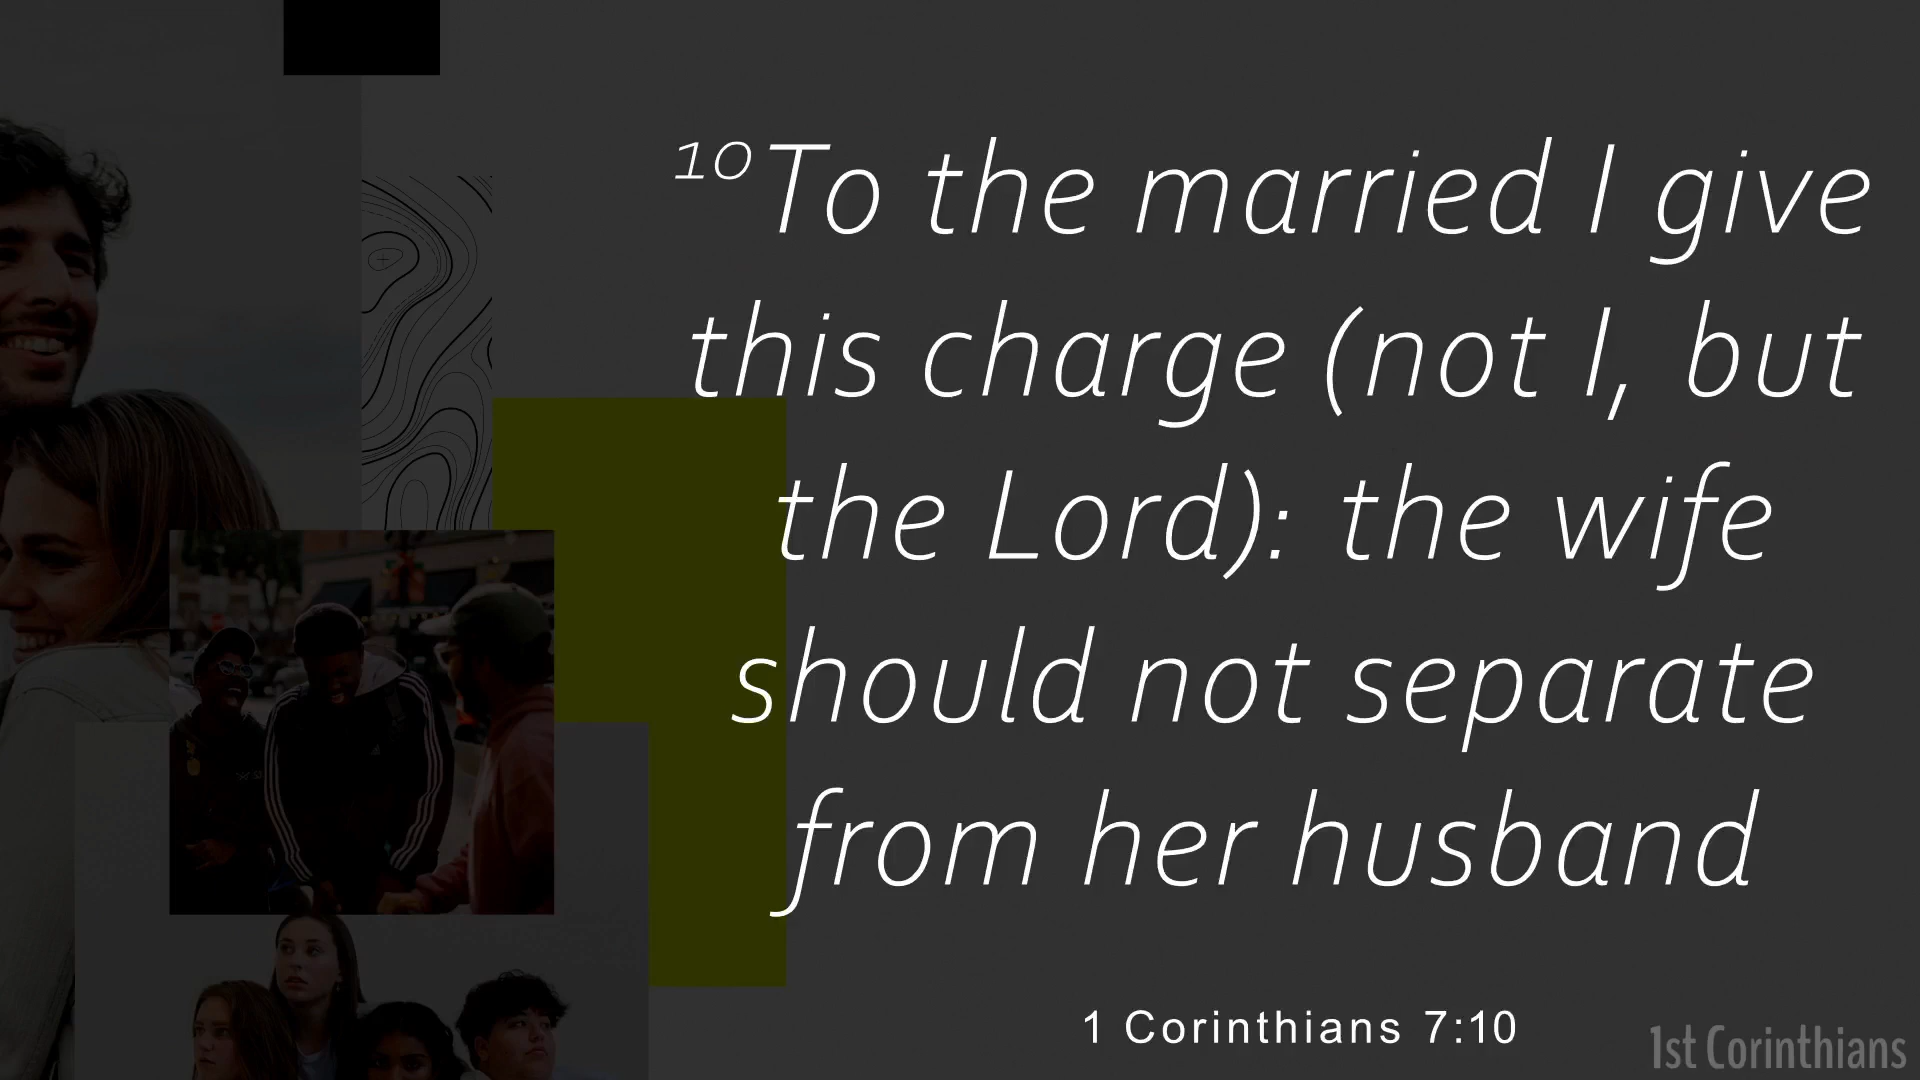 10To the married I give
this charge (not I, but
the Lord): the wife
should not separate
from her husband
1 Corinthians 7:10
1st Corinthians